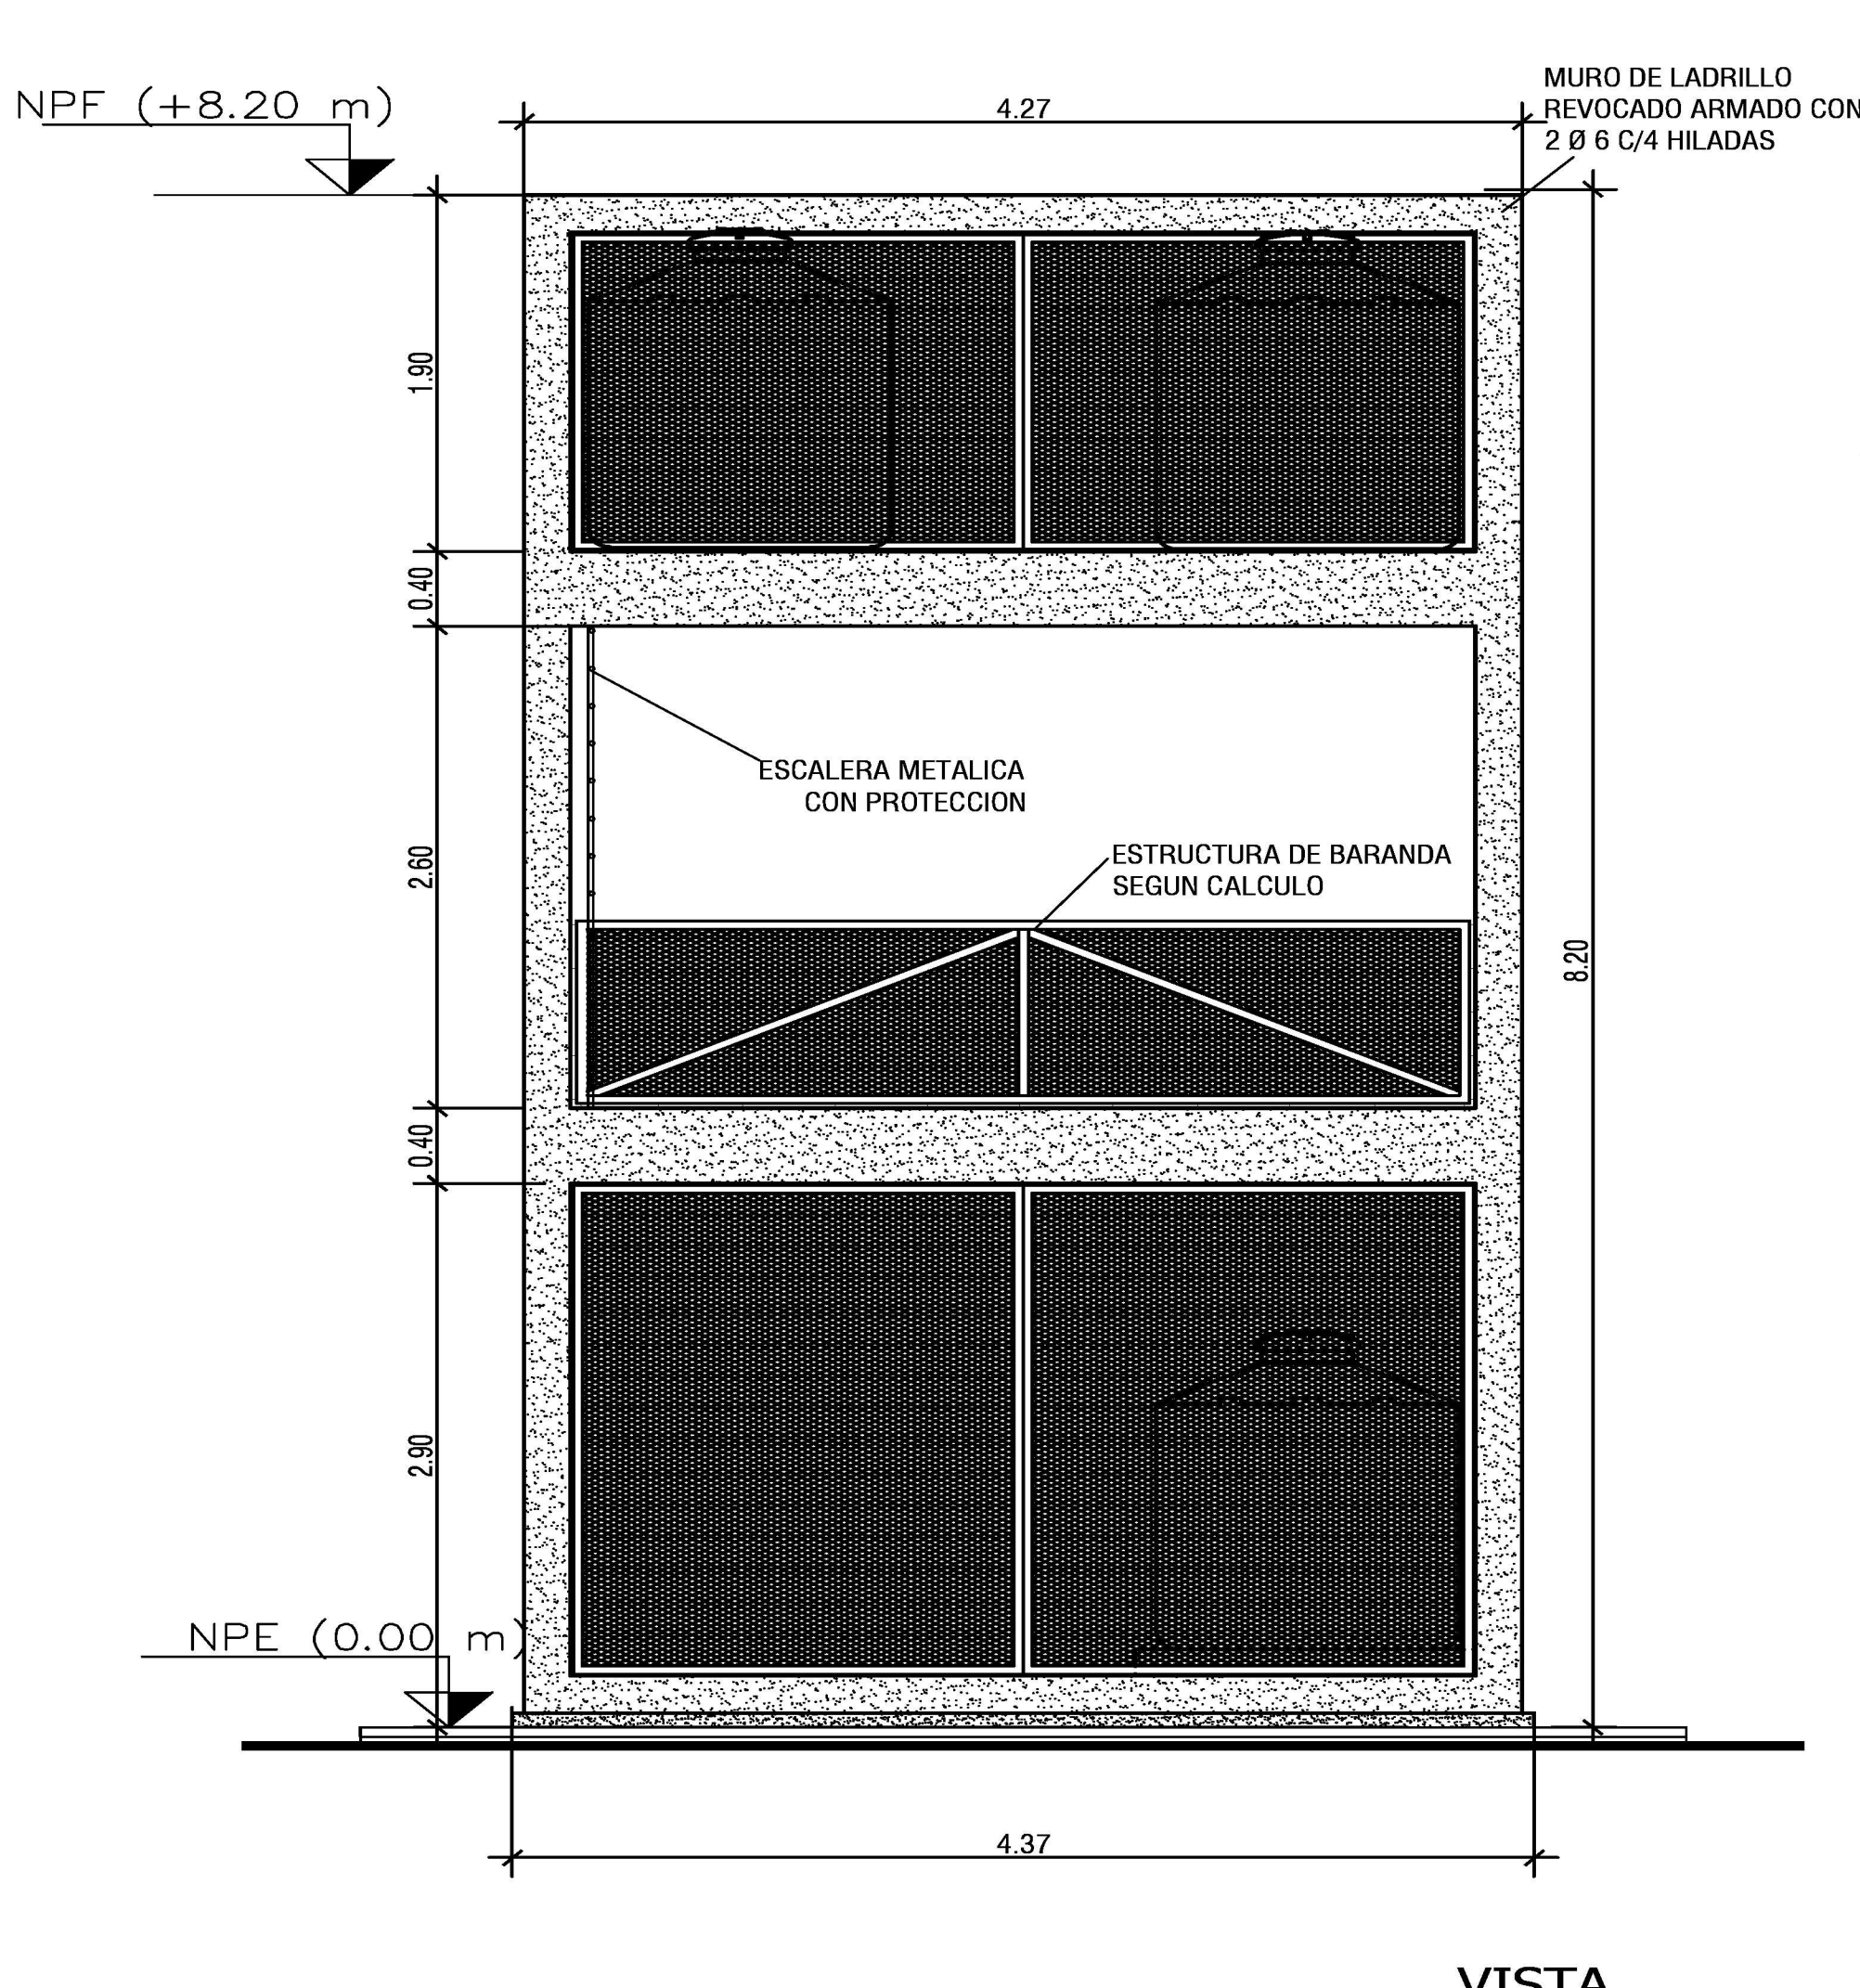 NPF (+8.20 m)
4.27
MURO DE LADRILLO
REVOCADO ARMADO CON
2 Ø 6 C/4 HILADAS
1.90
0.40
ESCALERA METALICA
CON PROTECCION
ESTRUCTURA DE BARANDA
SEGUN CALCULO
2.60
8.20
0.40
2.90
NPE (0.00 m)
4.37
VISTA